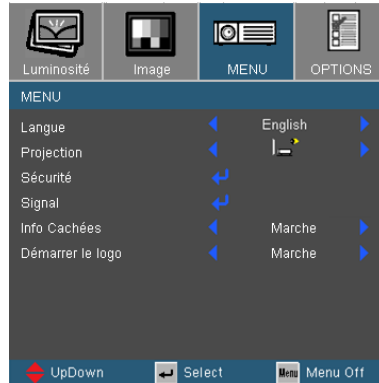 Luminosité Image MENU OPTIONS
MENU
Langue English
Projection
Sécurité
Signal
Info Cachées Marche
Démarrer le logo Marche
UpDown Select Menu Menu Off